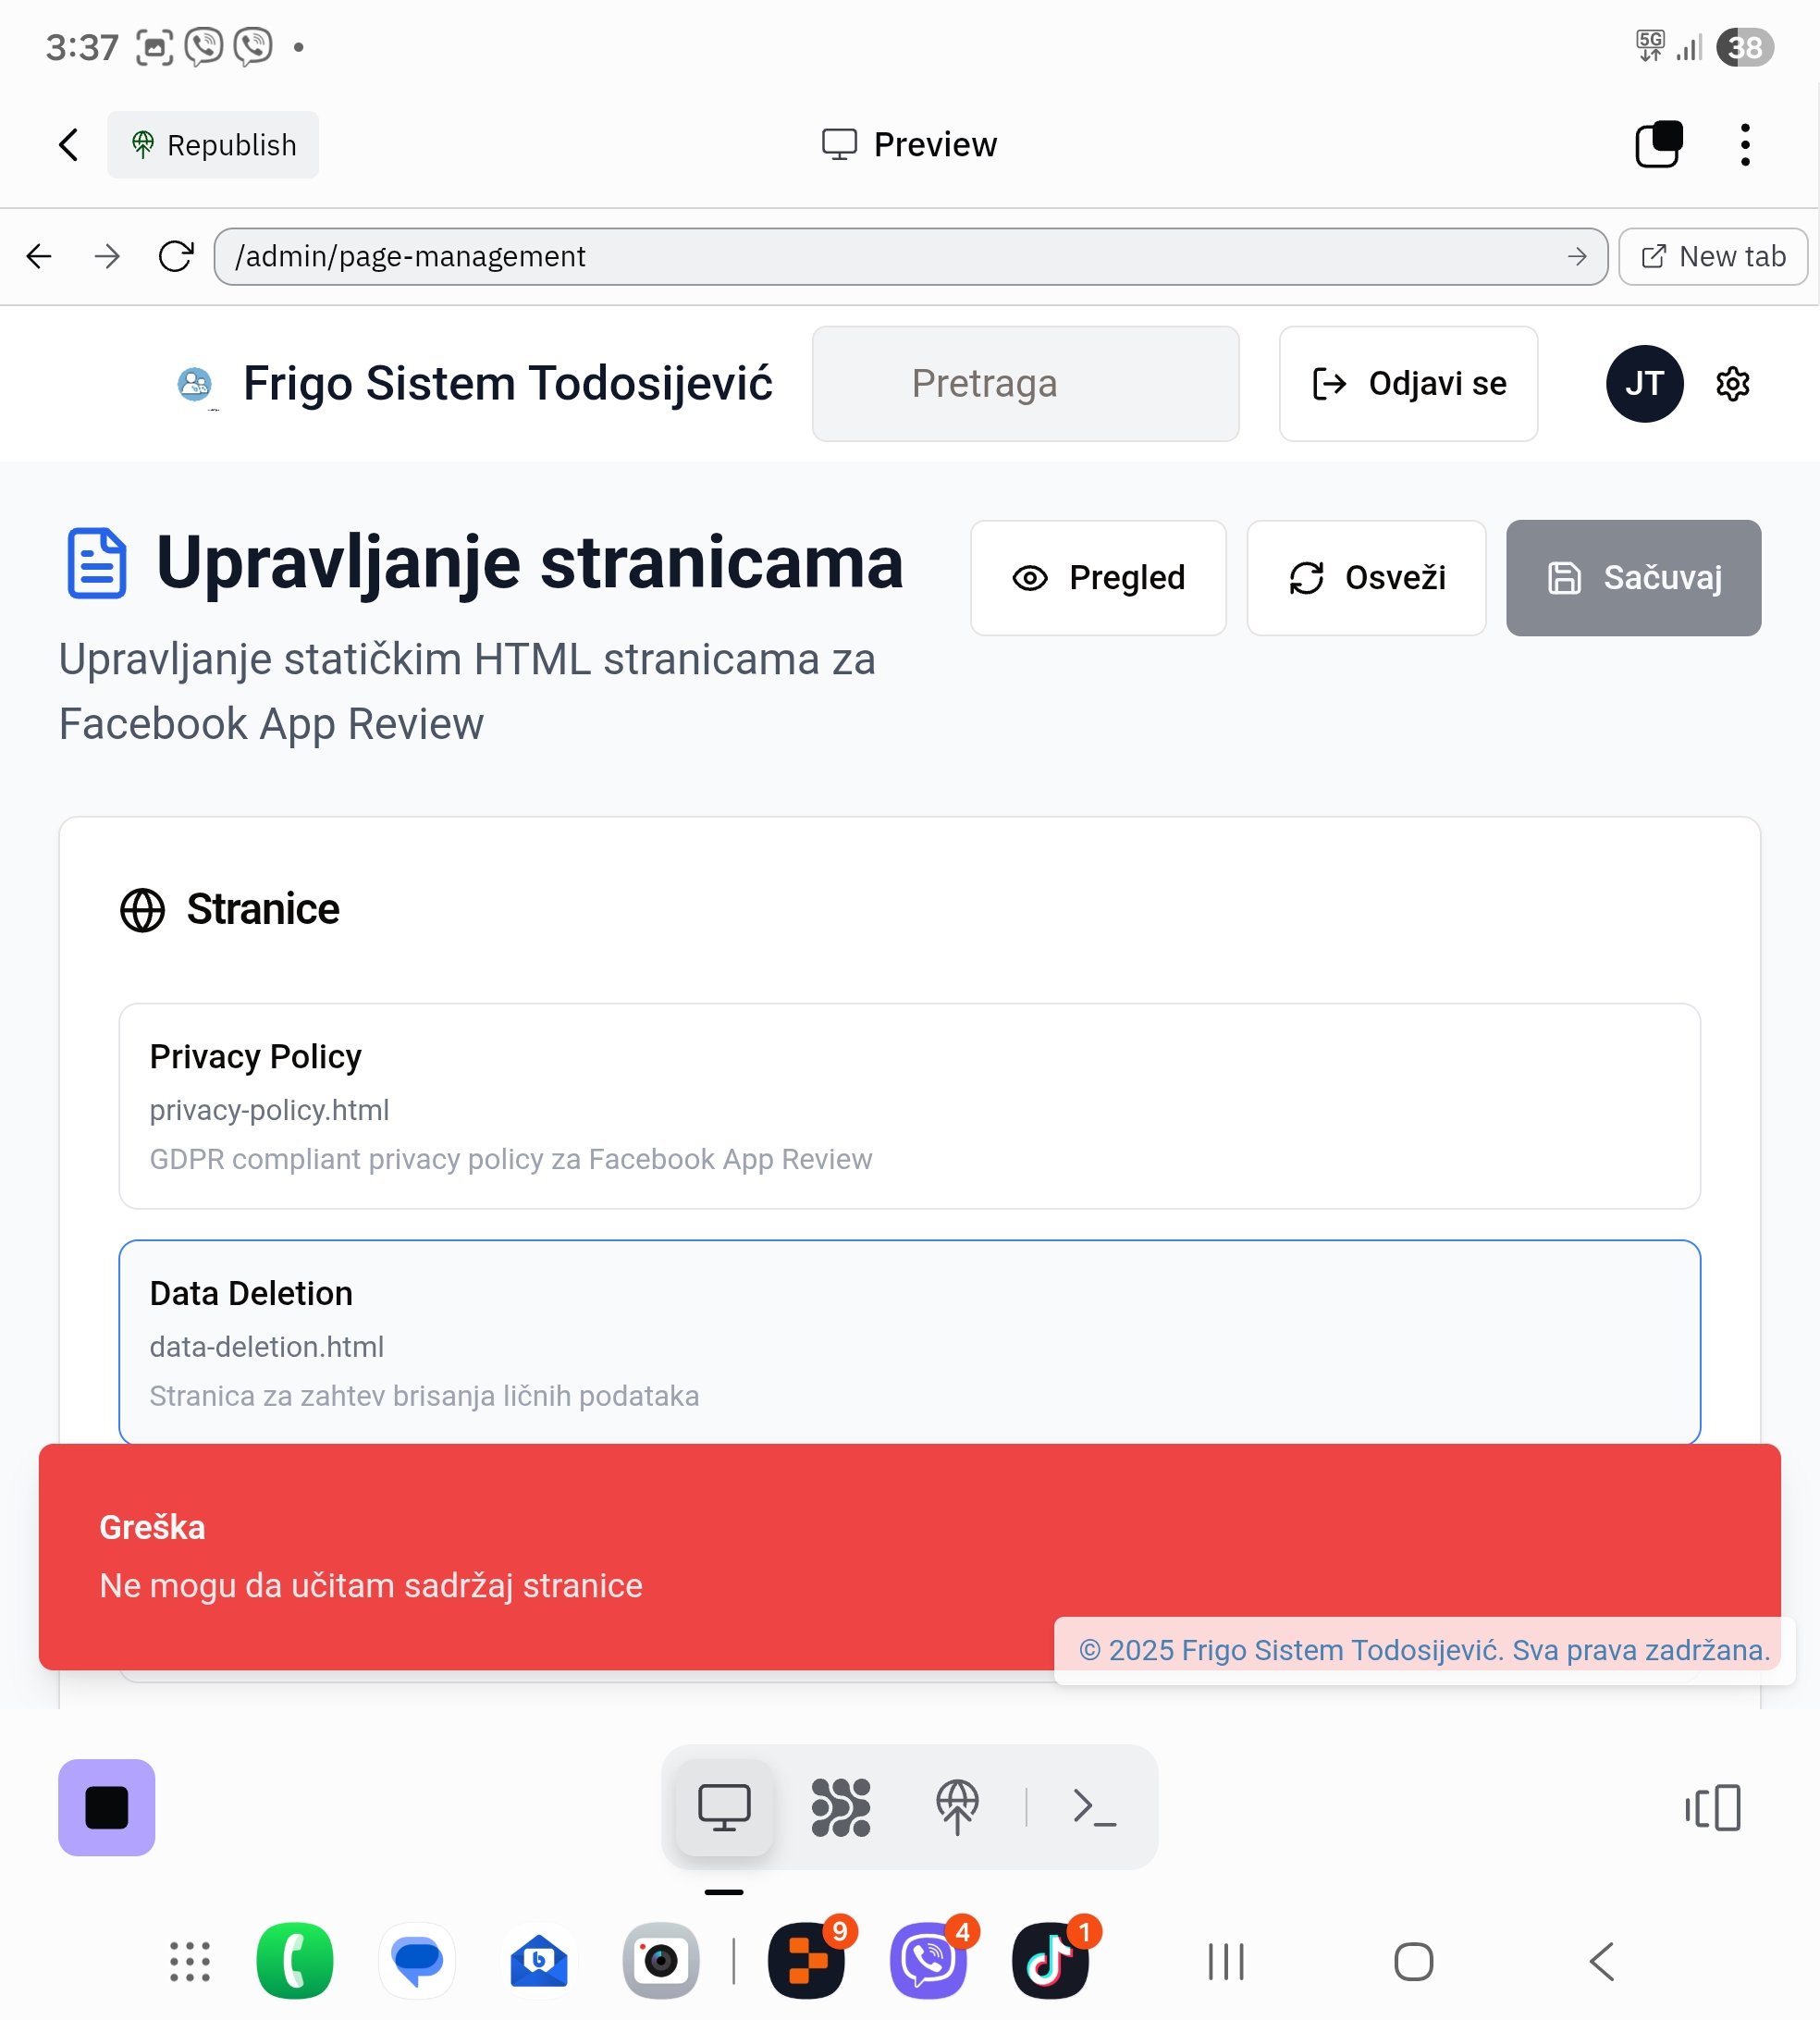 3:37
5G
38
Republish
Preview
/admin/page-management
New tab
Frigo Sistem Todosijević
Pretraga
Odjavi se
JT
Upravljanje stranicama
Pregled
Osveži
Sačuvaj
Upravljanje statičkim HTML stranicama za
Facebook App Review
Stranice
Privacy Policy
privacy-policy.html
GDPR compliant privacy policy za Facebook App Review
Data Deletion
data-deletion.html
Stranica za zahtev brisanja ličnih podataka
Greška
Ne mogu da učitam sadržaj stranice
© 2025 Frigo Sistem Todosijević. Sva prava zadržana.
9
4
1